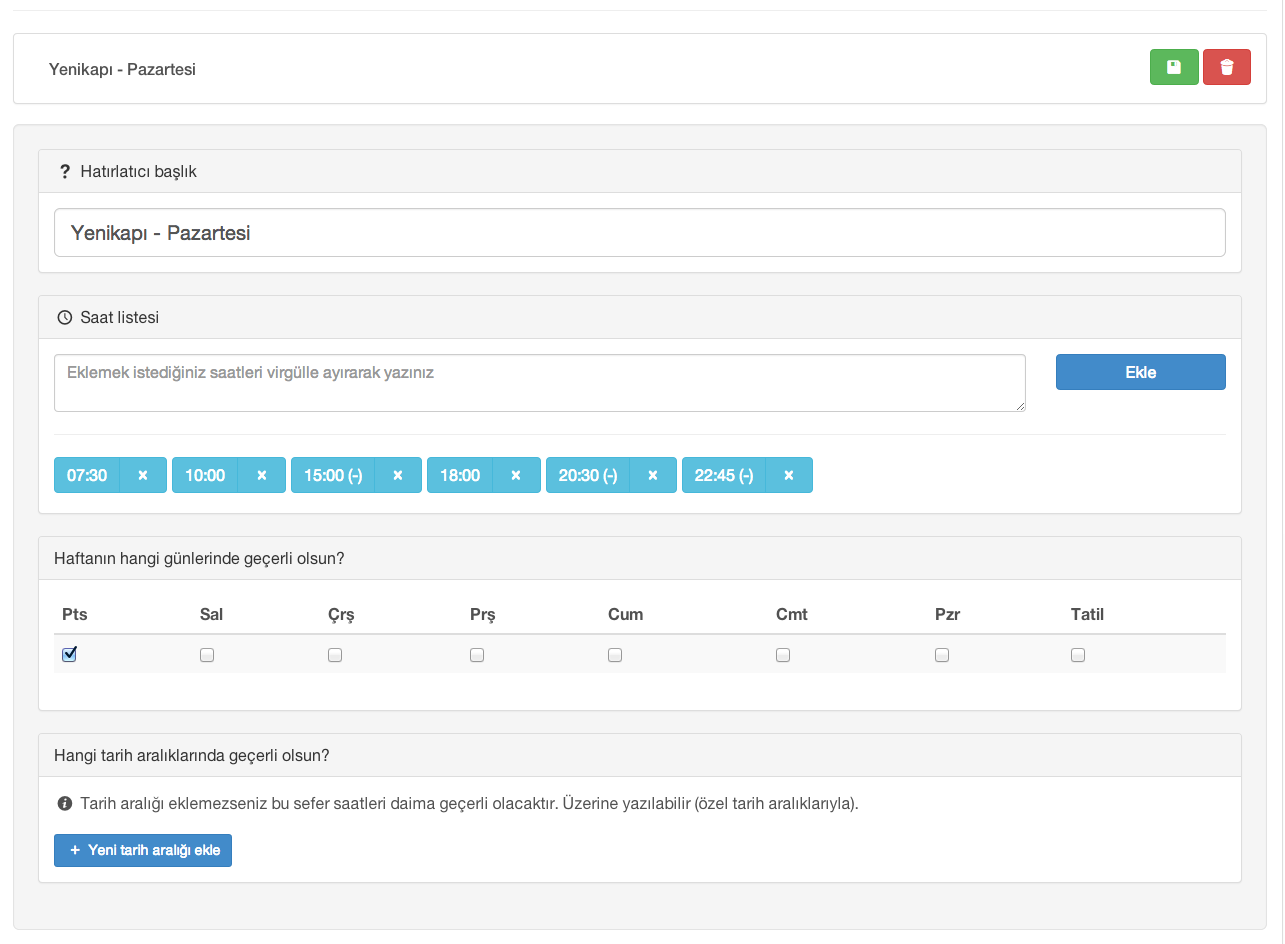 Yenikapı - Pazartesi
? Hatırlatıcı başlık
Yenikapı - Pazartesi
Saat listesi
Eklemek istediğiniz saatleri virgülle ayırarak yazınız
Ekle
07:30 × 10:00 × 15:00 (-) × 18:00 × 20:30 (-) × 22:45 (-) ×
Haftanın hangi günlerinde geçerli olsun?
Pts Sal Çrş Prş Cum Cmt Pzr Tatil
Hangi tarih aralıklarında geçerli olsun?
Tarih aralığı eklemezseniz bu sefer saatleri daima geçerli olacaktır. Üzerine yazılabilir (özel tarih aralıklarıyla).
+ Yeni tarih aralığı ekle